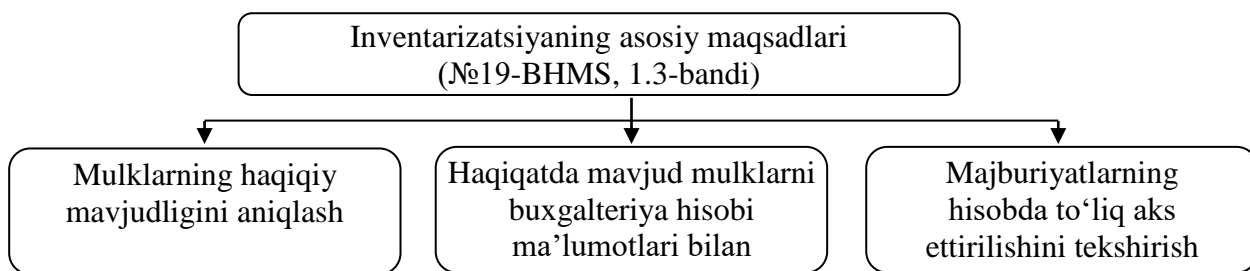 Inventarizatsiyaning asosiy maqsadlari
(№19-BHMS, 1.3-bandi)
Mulklarning haqiqiy
mavjudligini aniqlash
Haqiqatda mavjud mulklarni
buxgalteriya hisobi
ma’lumotlari bilan
Majburiyatlarning
hisobda to‘liq aks
ettirilishini tekshirish